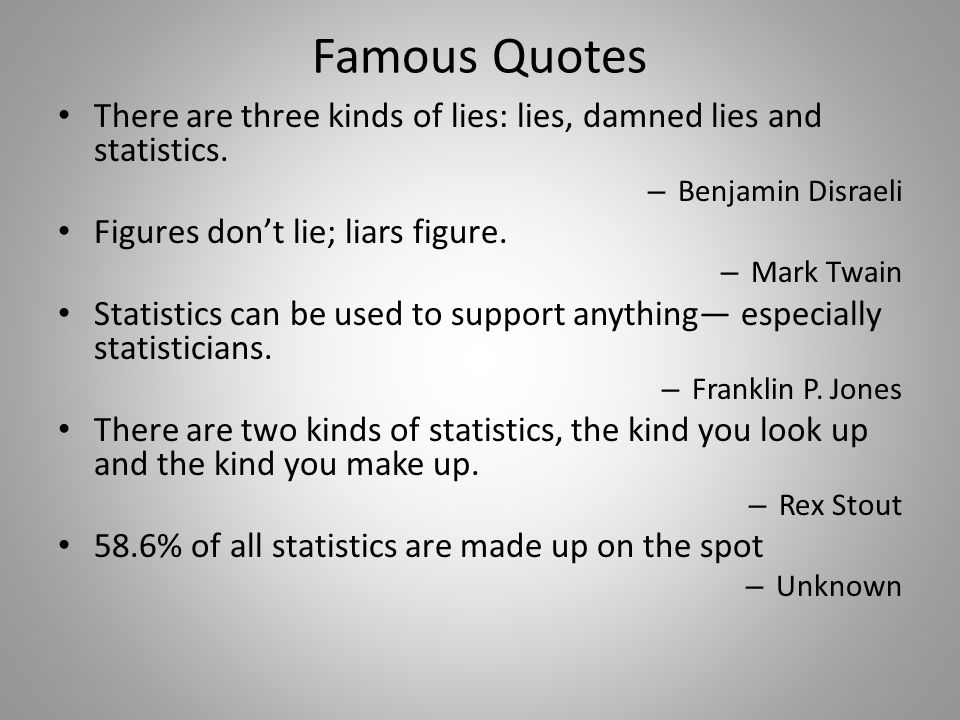 Famous Quotes
• There are three kinds of lies: lies, damned lies and
statistics.
– Benjamin Disraeli
• Figures don’t lie; liars figure.
– Mark Twain
• Statistics can be used to support anything— especially
statisticians.
– Franklin P. Jones
• There are two kinds of statistics, the kind you look up
and the kind you make up.
– Rex Stout
• 58.6% of all statistics are made up on the spot
– Unknown